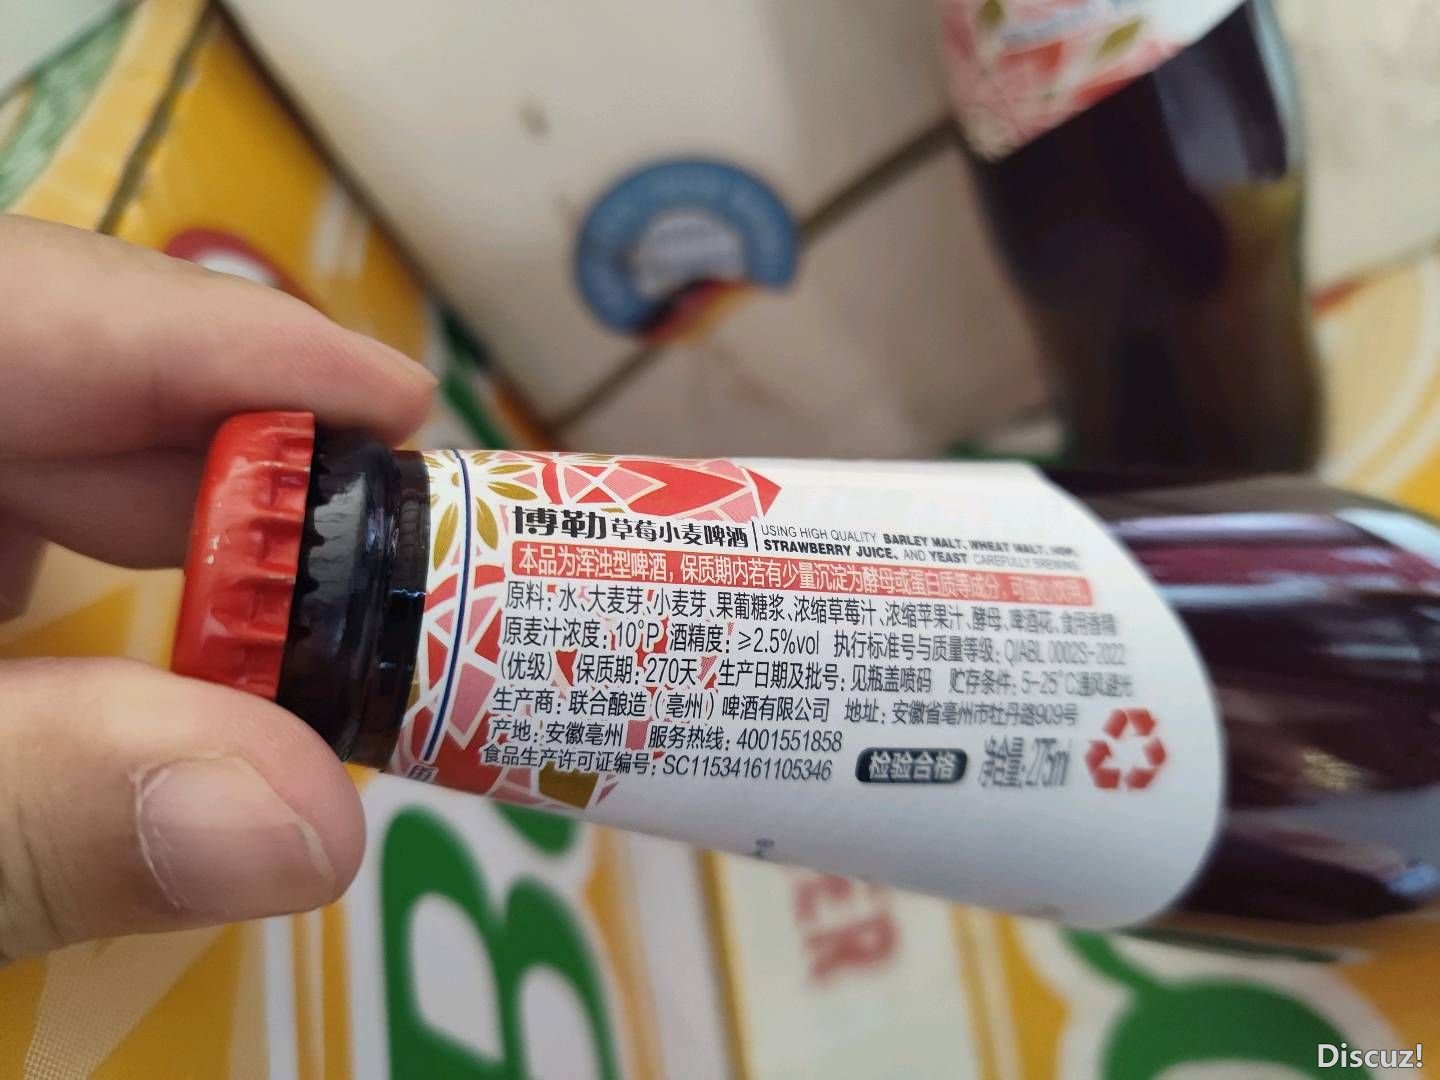 博勒草莓小麦啤酒
USING HIGH QUALITY BARLEY MALT, WHEAT MALT, HOP,
STRAWBERRY JUICE, AND YEAST CAREFULLY BREWING
本品为浑浊型啤酒，保质期内若有少量沉淀为酵母或蛋白质等成分，可放心饮用
原料：水、大麦芽、小麦芽、果葡糖浆、浓缩草莓汁、浓缩苹果汁、酵母、啤酒花、食用香精
原麦汁浓度：10°P 酒精度：≥2.5%vol 执行标准号与质量等级：Q/ABL 0002S-2022
(优级) 保质期：270天 生产日期及批号：见瓶盖喷码 贮存条件：5-25°C通风避光
生产商：联合酿造（亳州）啤酒有限公司 地址：安徽省亳州市牡丹路909号
产地：安徽亳州 服务热线：4001551858
食品生产许可证编号：SC11534161105346
检验合格 净含量：275ml
ER
B
Discuz!